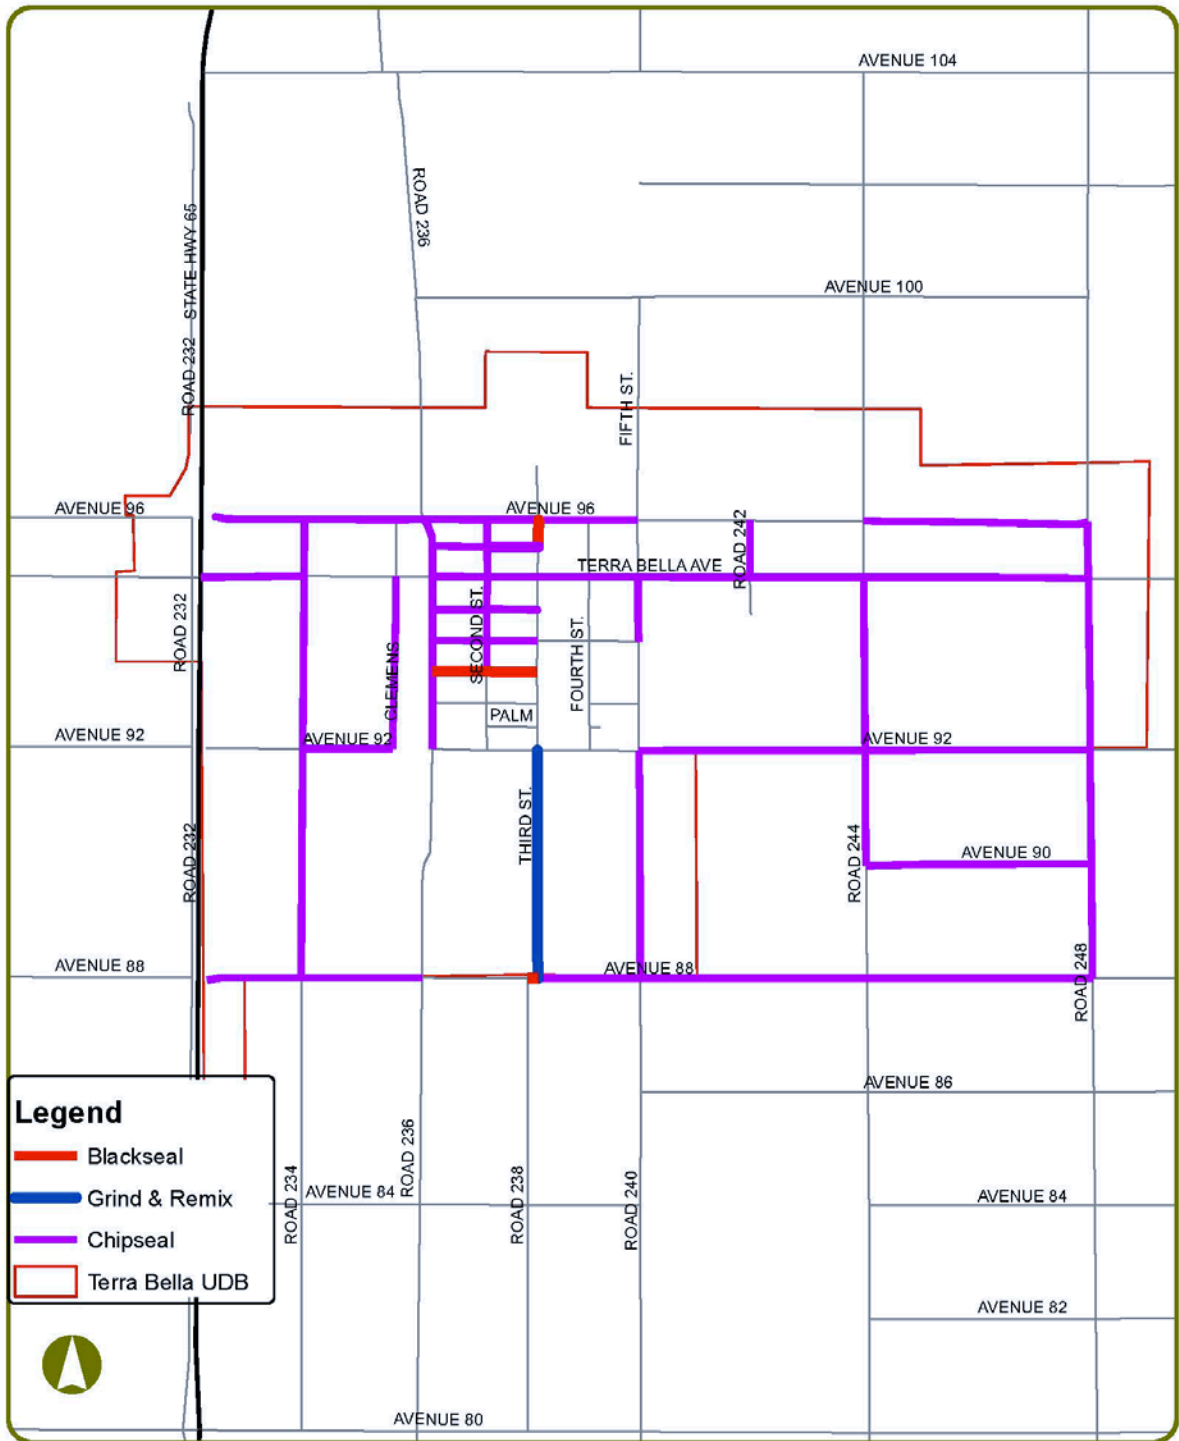 AVENUE 104
ROAD 236
STATE HWY 65
AVENUE 100
ROAD 232
FIFTH ST.
AVENUE 96
AVENUE 96
ROAD 242
TERRA BELLA AVE
ROAD 232
SECOND ST.
FOURTH ST.
CLEMENS
PALM
AVENUE 92
AVENUE 92
AVENUE 92
THIRD ST.
ROAD 232
ROAD 244
AVENUE 90
AVENUE 88
AVENUE 88
ROAD 248
AVENUE 86
Legend
Blackseal
Grind & Remix
Chipseal
Terra Bella UDB
ROAD 234
AVENUE 84
ROAD 236
ROAD 238
ROAD 240
AVENUE 84
AVENUE 82
AVENUE 80